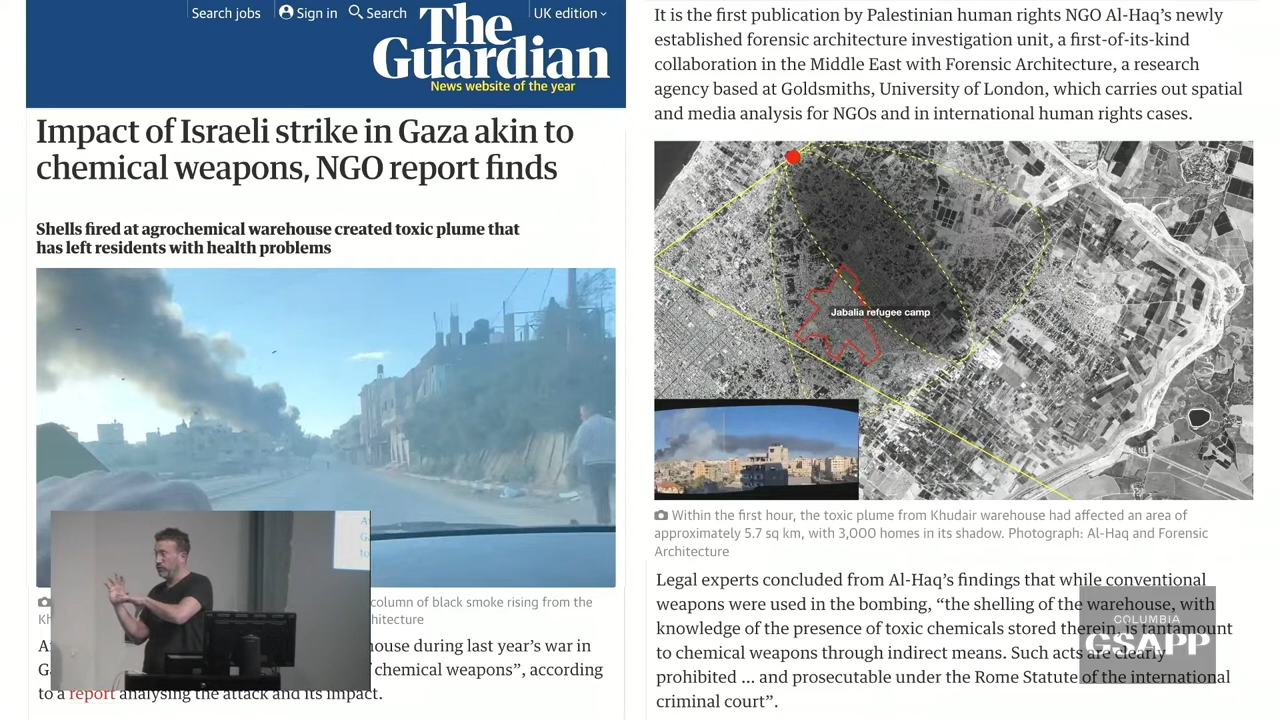 Search jobs
Sign in
Search
UK edition
The
Guardian
News website of the year
Impact of Israeli strike in Gaza akin to
chemical weapons, NGO report finds
Shells fired at agrochemical warehouse created toxic plume that
has left residents with health problems
column of black smoke rising from the
Kh
itecture
house during last year's war in
Ga
chemical weapons”, according
to a report analysing the attack and its impact.
It is the first publication by Palestinian human rights NGO Al-Haq's newly
established forensic architecture investigation unit, a first-of-its-kind
collaboration in the Middle East with Forensic Architecture, a research
agency based at Goldsmiths, University of London, which carries out spatial
and media analysis for NGOs and in international human rights cases.
Jabalia refugee camp
Within the first hour, the toxic plume from Khudair warehouse had affected an area of
approximately 5.7 sq km, with 3,000 homes in its shadow. Photograph: Al-Haq and Forensic
Architecture
Legal experts concluded from Al-Haq's findings that while conventional
weapons were used in the bombing, “the shelling of the warehouse, with
knowledge of the presence of toxic chemicals stored therein, is tantamount
to chemical weapons through indirect means. Such acts are clearly
prohibited ... and prosecutable under the Rome Statute of the international
criminal court”.
COLUMBIA
GSAPP